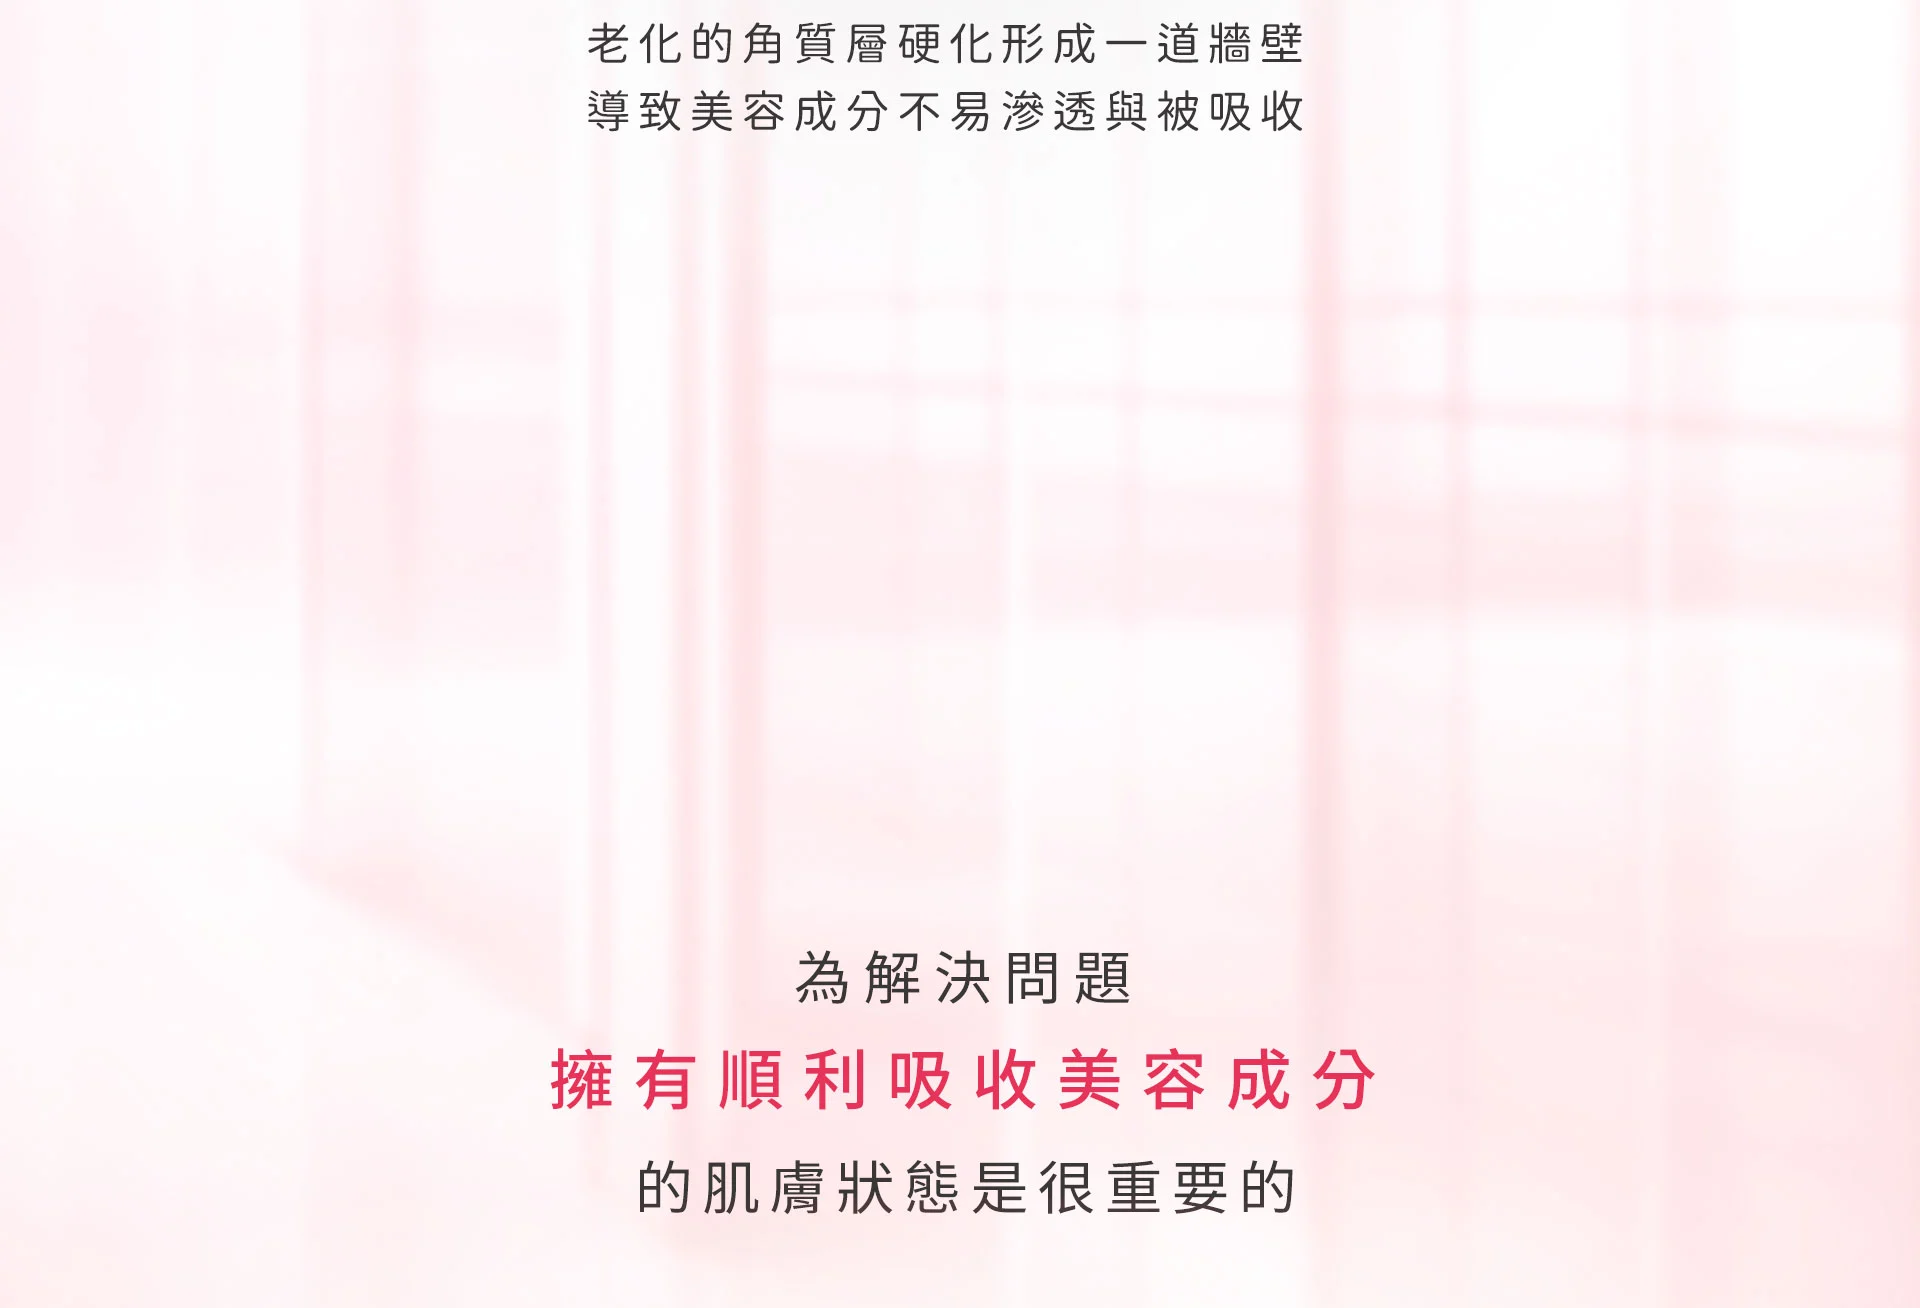 老化的角質層硬化形成一道牆壁
導致美容成分不易滲透與被吸收
為解決問題
擁有順利吸收美容成分
的肌膚狀態是很重要的